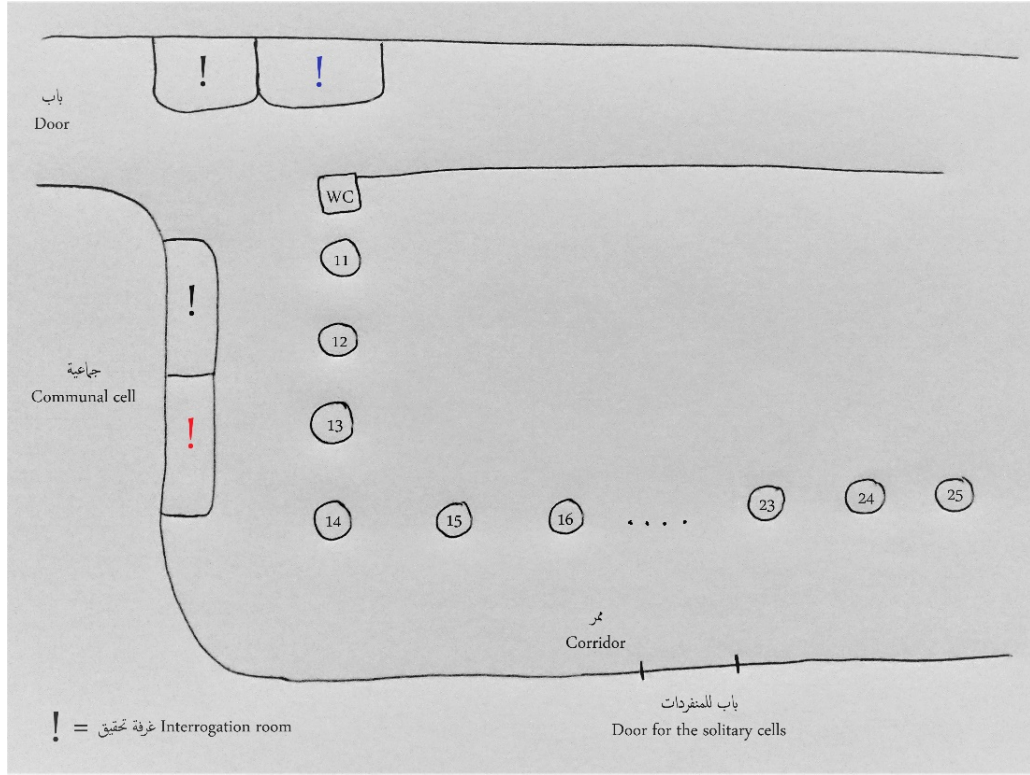 !
!
باب
Door
WC
11
!
12
جماعية
Communal cell
!
13
14
15
16
....
23
24
25
ممر
Corridor
باب للمنفردات
Door for the solitary cells
! = غرفة تحقيق Interrogation room